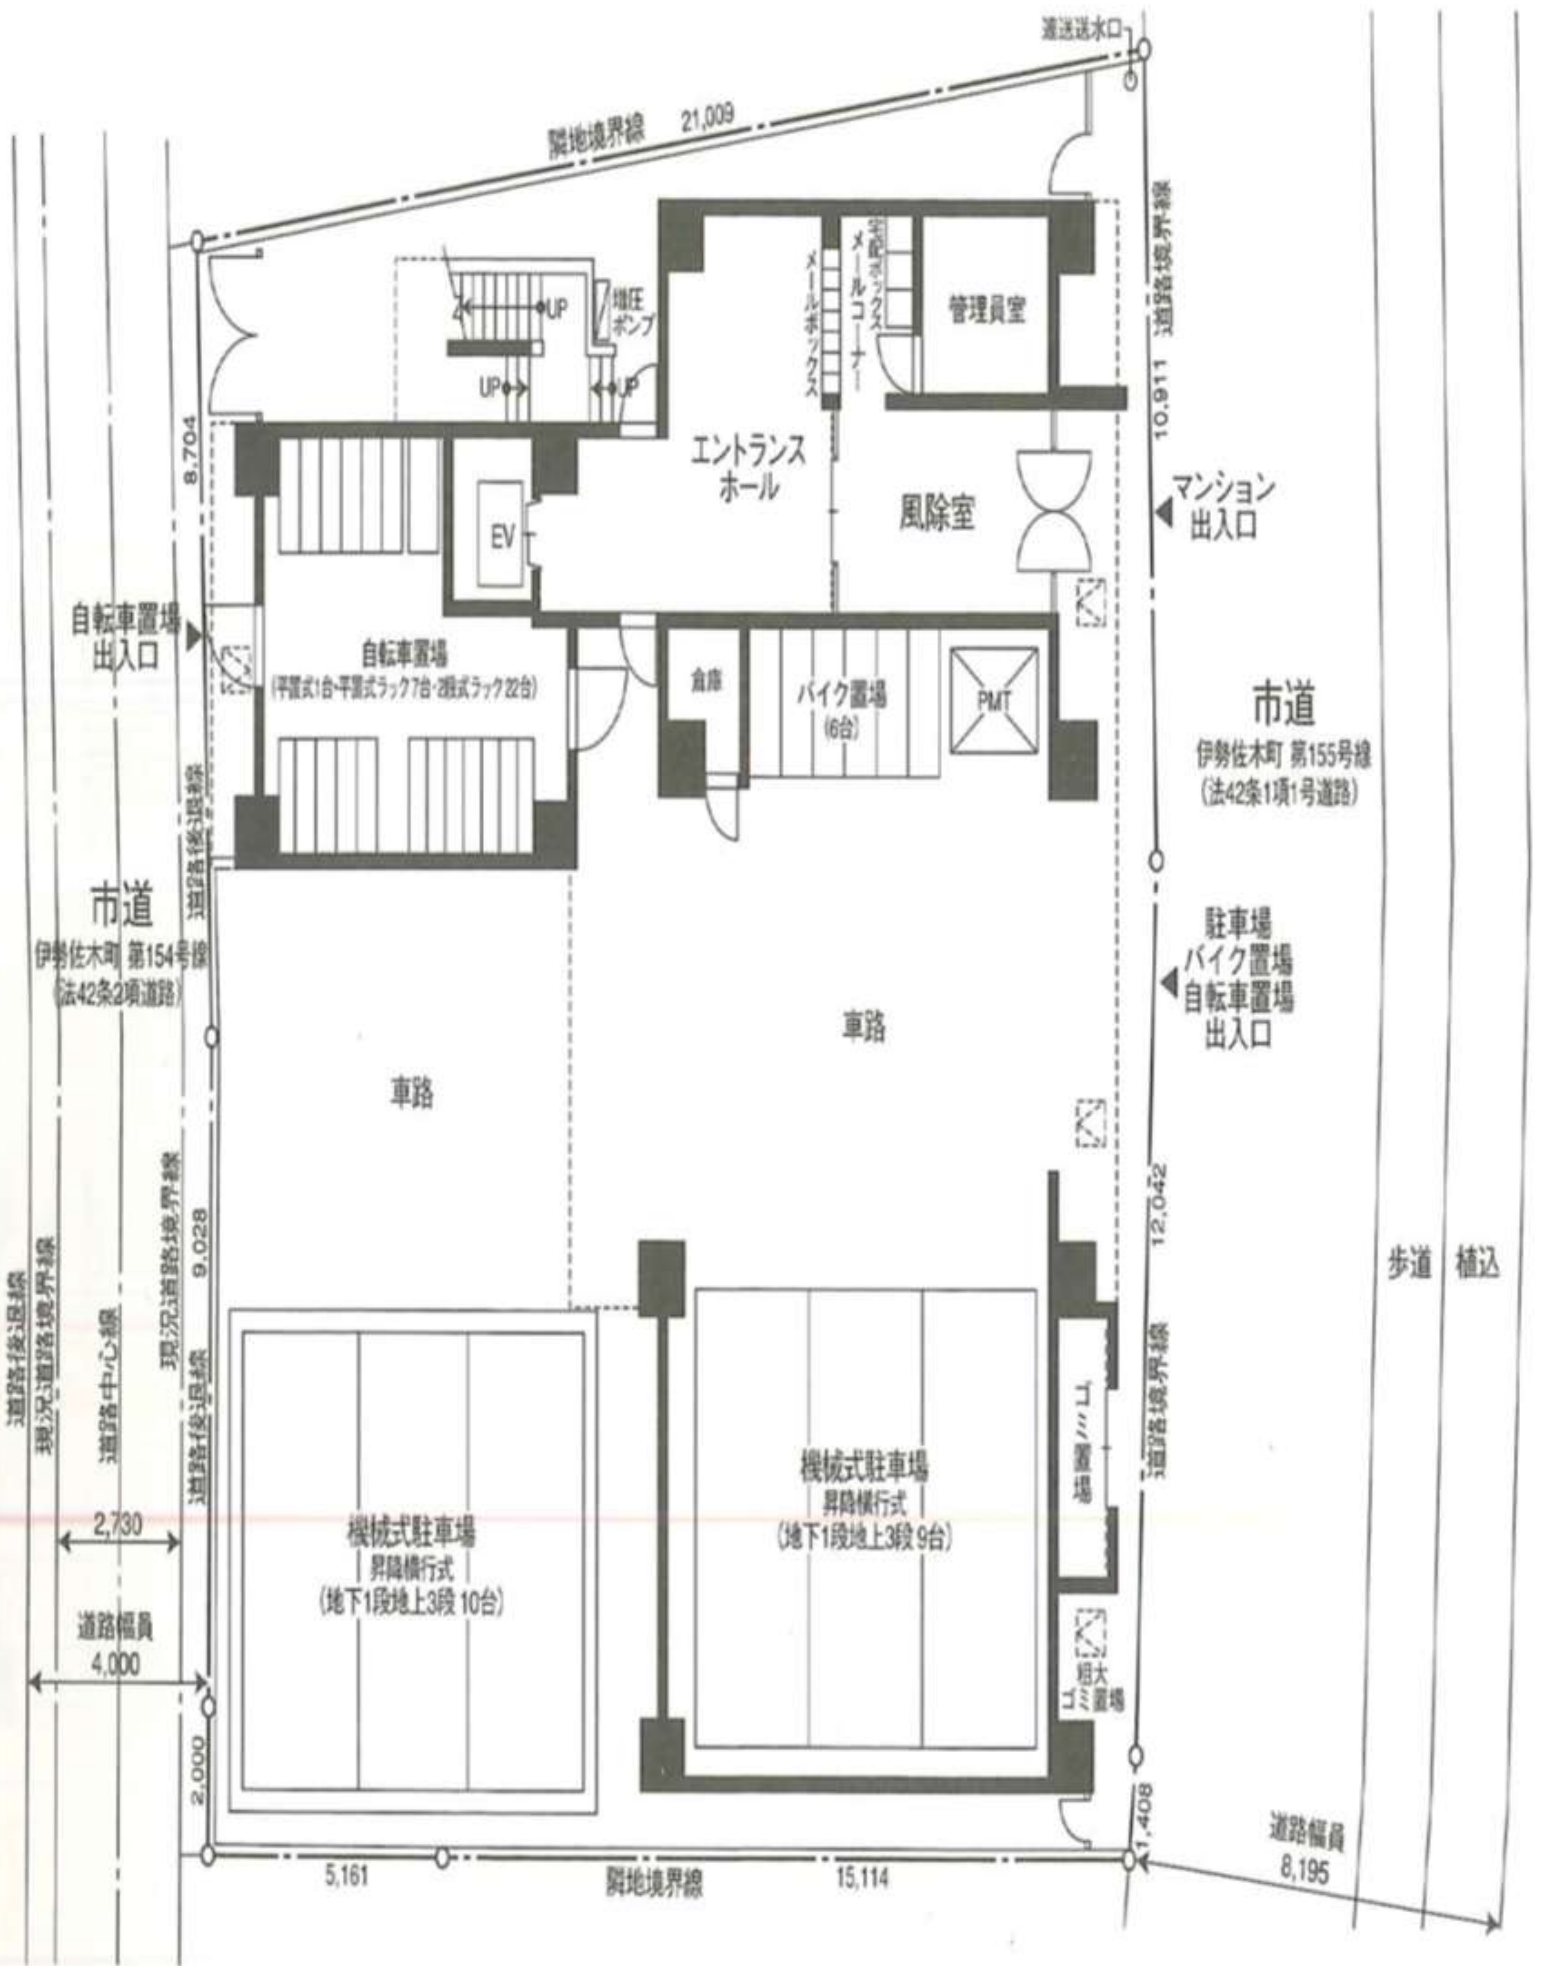 連送送水口
隣地境界線 21,009
道路境界線
10,911
増圧
ポンプ
UP
UP
UP
メールボックス
メールコーナー
宅配ボックス
管理員室
エントランス
ホール
風除室
EV
マンション
出入口
8,704
自転車置場
出入口
自転車置場
(平置式1台・平置式ラック7台・2段式ラック22台)
倉庫
バイク置場
(6台)
PMT
市道
伊勢佐木町 第155号線
(法42条1項1号道路)
道路後退線
市道
伊勢佐木町 第154号線
(法42条2項道路)
駐車場
バイク置場
自転車置場
出入口
車路
車路
12,042
9,028
現況道路境界線
道路後退線
現況道路境界線
道路中心線
道路後退線
歩道
植込
道路境界線
ゴミ置場
機械式駐車場
昇降横行式
(地下1段地上3段 9台)
機械式駐車場
昇降横行式
(地下1段地上3段 10台)
2,730
道路幅員
4,000
粗大
ゴミ置場
2,000
1,408
道路幅員
8,195
5,161
隣地境界線
15,114